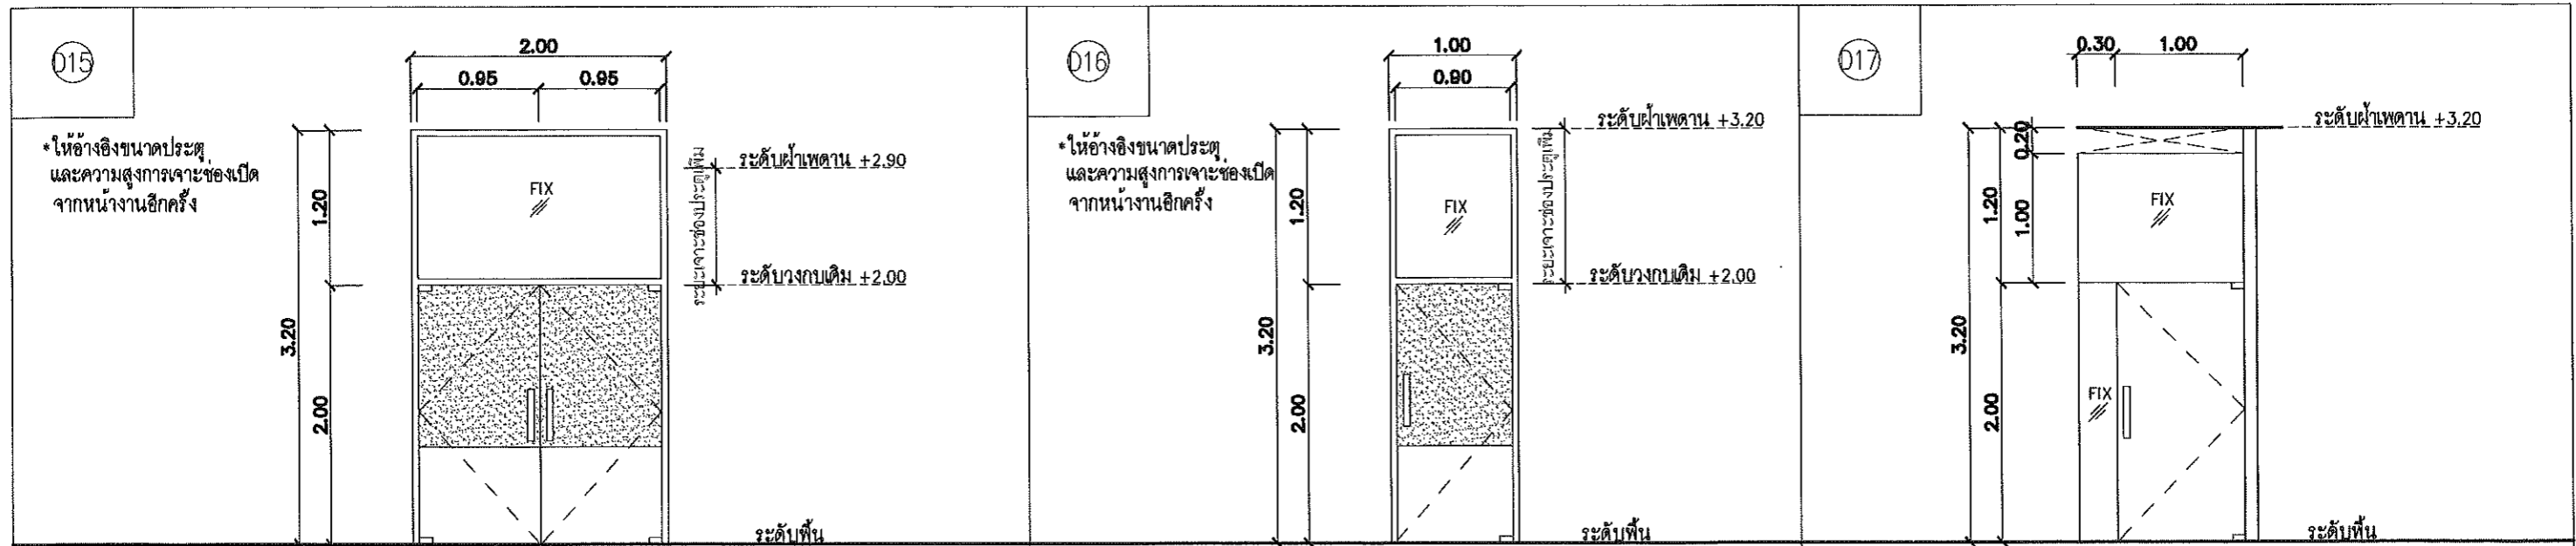 D15
2.00
0.95 0.95
*ให้อ้างอิงขนาดประตู
และความสูงการเจาะช่องเปิด
จากหน้างานอีกครั้ง
3.20
1.20
2.00
FIX
ระดับฝ้าเพดาน +2.90
ระยะเจาะช่องประตูเพิ่ม
ระดับวงกบเดิม +2.00
ระดับพื้น
D16
1.00
0.90
*ให้อ้างอิงขนาดประตู
และความสูงการเจาะช่องเปิด
จากหน้างานอีกครั้ง
3.20
1.20
2.00
FIX
ระดับฝ้าเพดาน +3.20
ระยะเจาะช่องประตูเพิ่ม
ระดับวงกบเดิม +2.00
ระดับพื้น
D17
0.30 1.00
ระดับฝ้าเพดาน +3.20
3.20
1.20
2.00
0.20
1.00
FIX
FIX
ระดับพื้น